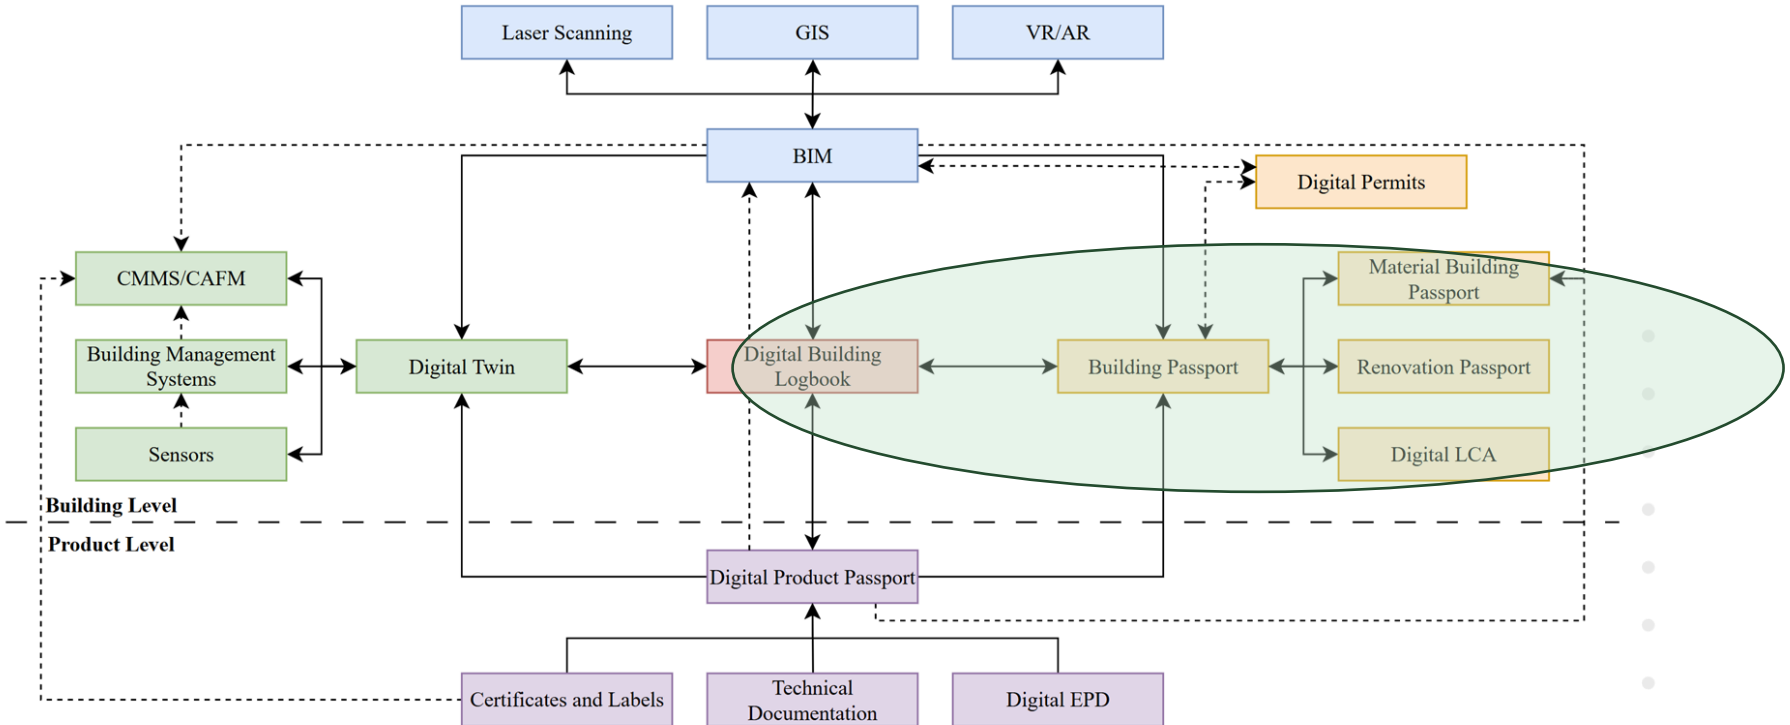 Laser Scanning
GIS
VR/AR
BIM
Digital Permits
CMMS/CAFM
Material Building
Passport
Building Management
Systems
Digital Twin
Digital Building
Logbook
Building Passport
Renovation Passport
Sensors
Digital LCA
Building Level
Product Level
Digital Product Passport
Certificates and Labels
Technical
Documentation
Digital EPD